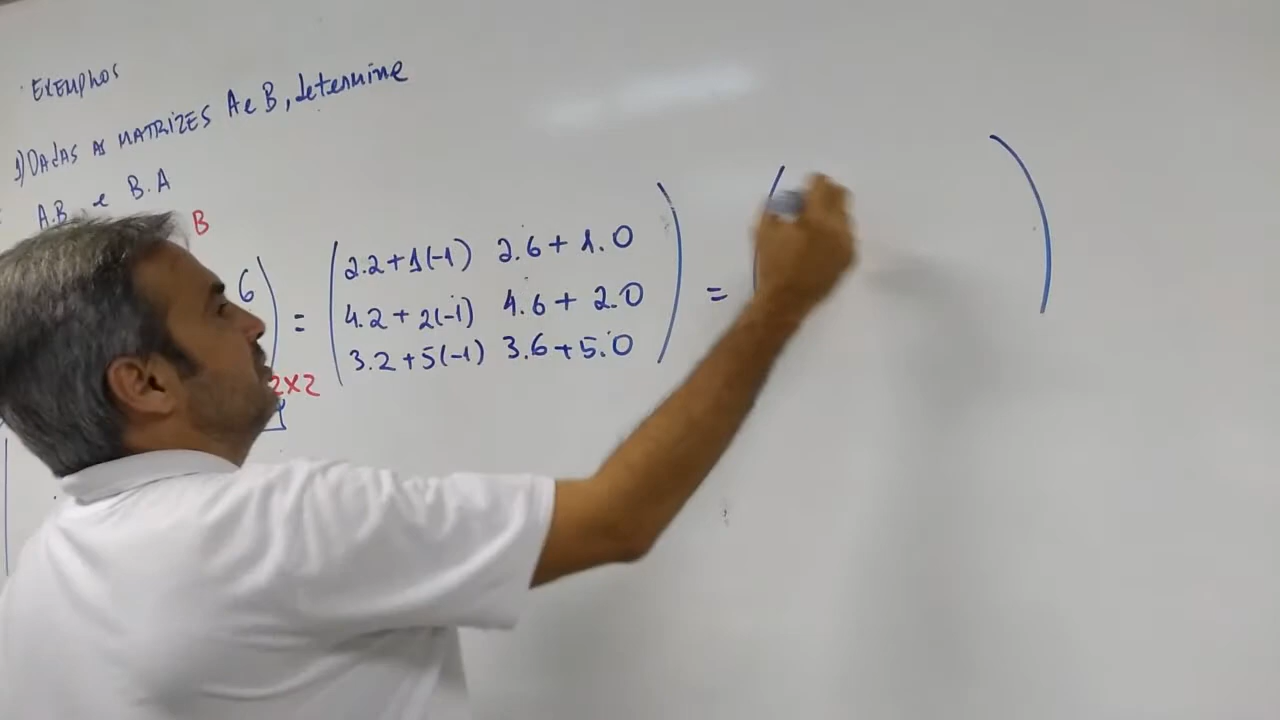 Exemplos
1) Dadas as matrizes A e B, determine
A.B e B.A
B
6 ) = ( 2.2+1(-1) 2.6+1.0
4.2+2(-1) 4.6+2.0
3.2+5(-1) 3.6+5.0 ) = ( )
2x2